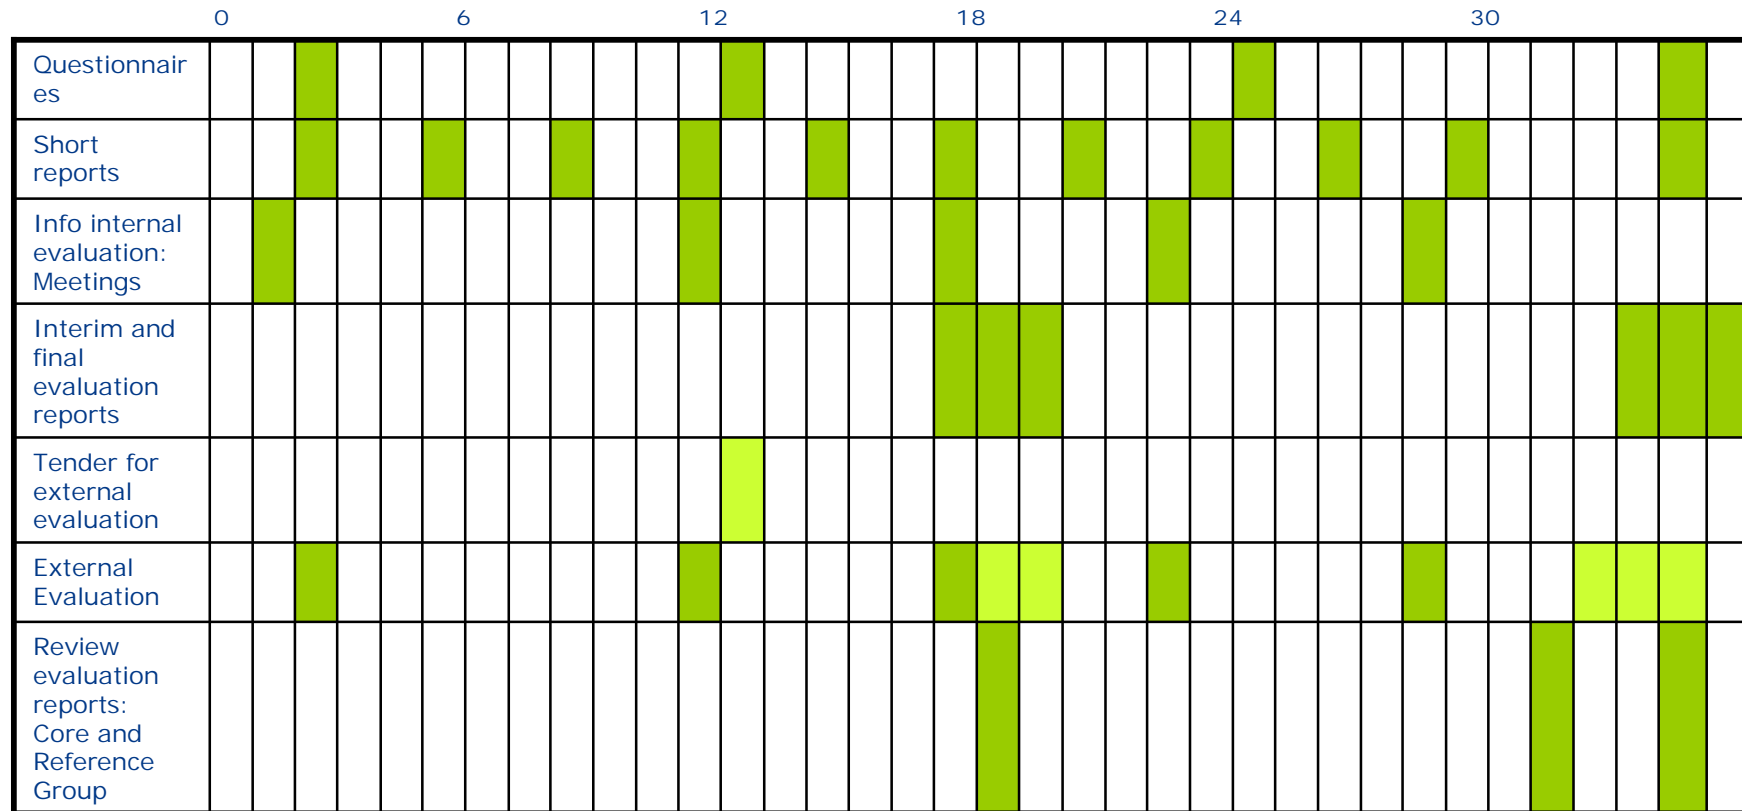 0 6 12 18 24 30
Questionnair
es
Short
reports
Info internal
evaluation:
Meetings
Interim and
final
evaluation
reports
Tender for
external
evaluation
External
Evaluation
Review
evaluation
reports:
Core and
Reference
Group